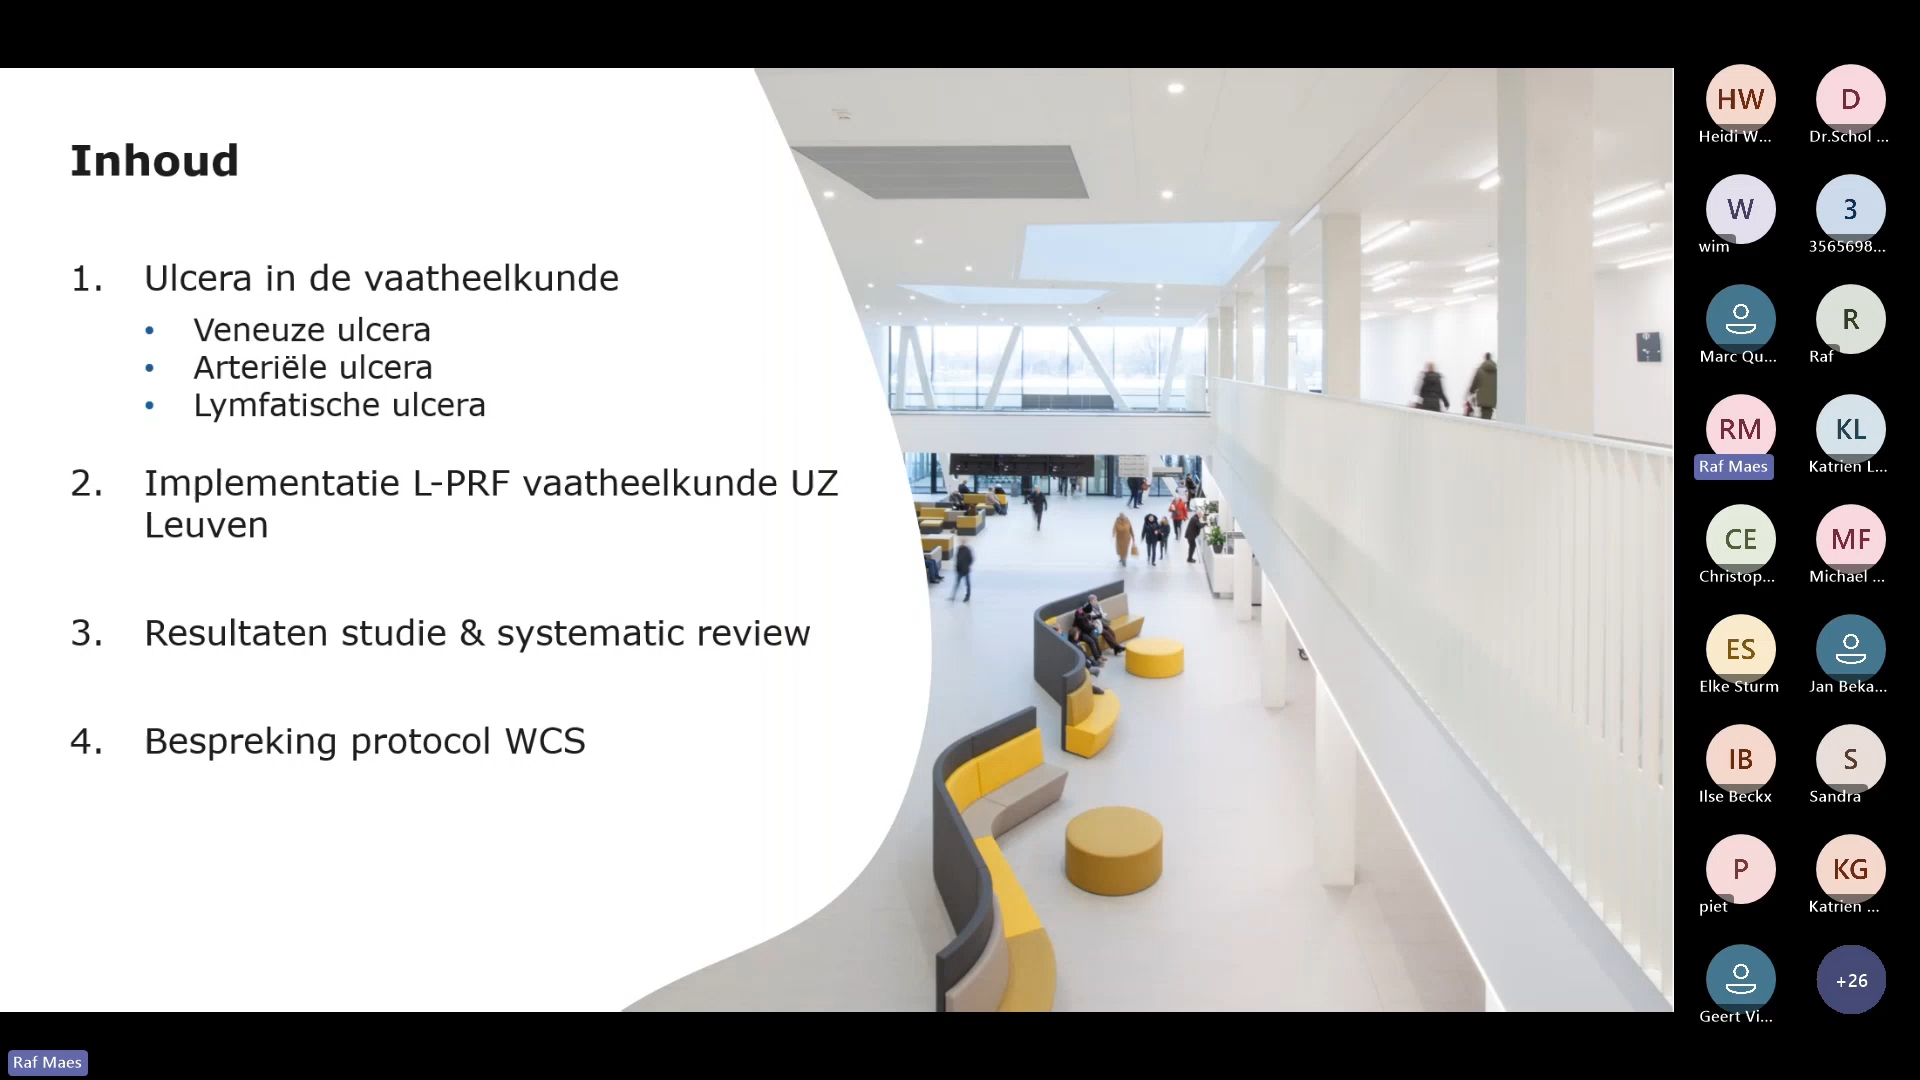 Inhoud
1. Ulcera in de vaatheelkunde
• Veneuze ulcera
• Arteriële ulcera
• Lymfatische ulcera
2. Implementatie L-PRF vaatheelkunde UZ
Leuven
3. Resultaten studie & systematic review
4. Bespreking protocol WCS
HW
Heidi W...
D
Dr.Schol ...
W
wim
3
3565698...
Marc Qu...
R
Raf
RM
Raf Maes
KL
Katrien L...
CE
Christop...
MF
Michael ...
ES
Elke Sturm
Jan Beka...
IB
Ilse Beckx
S
Sandra
P
piet
KG
Katrien ...
Geert Vi...
+26
Raf Maes